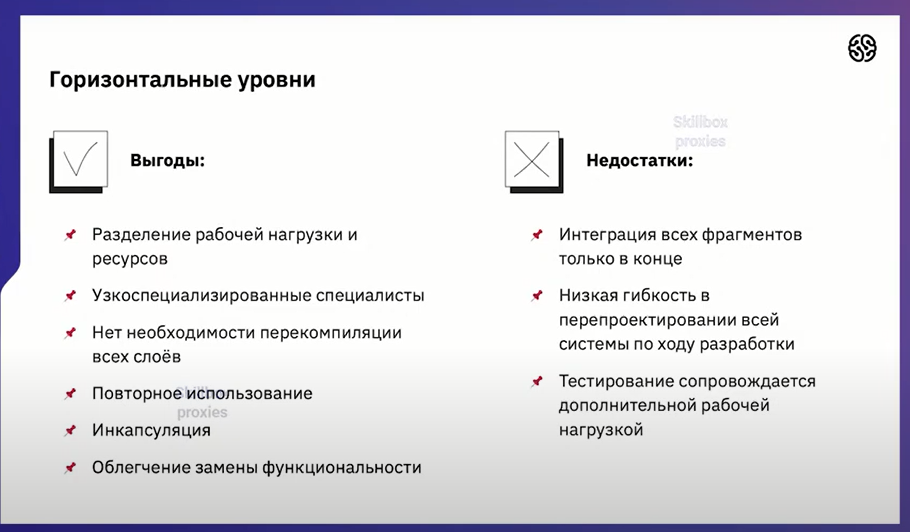 Горизонтальные уровни
Выгоды:
Разделение рабочей нагрузки и
ресурсов
Узкоспециализированные специалисты
Нет необходимости перекомпиляции
всех слоёв
Повторное использование
Инкапсуляция
Облегчение замены функциональности
Skillbox
proxies
Недостатки:
Интеграция всех фрагментов
только в конце
Низкая гибкость в
перепроектировании всей
системы по ходу разработки
Тестирование сопровождается
дополнительной рабочей
нагрузкой
Skillbox
proxies